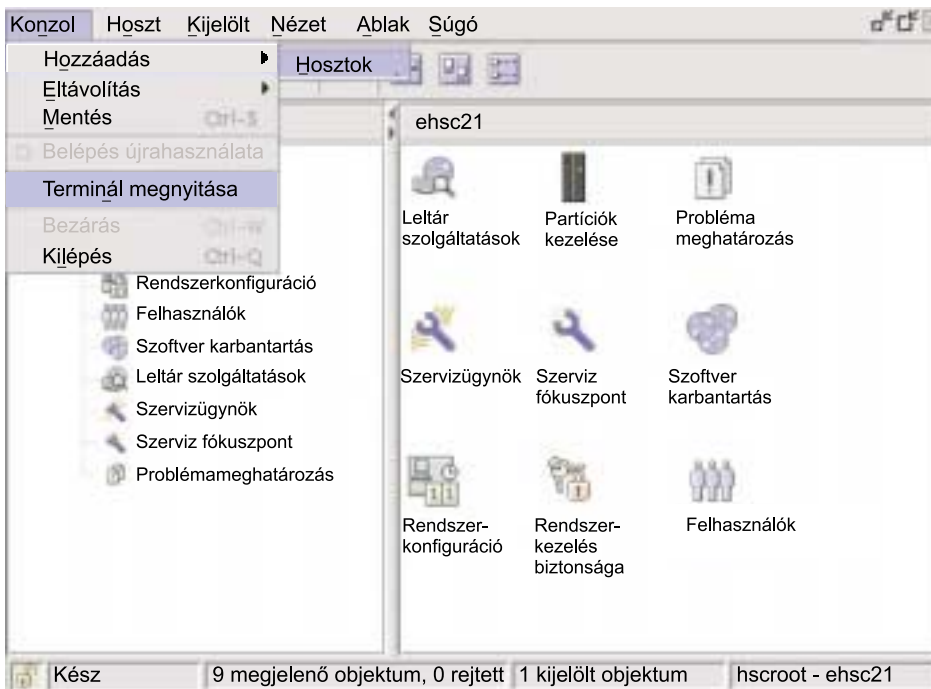 Konzol Hoszt Kijelölt Nézet Ablak Súgó
Hozzáadás
Hosztok
Eltávolítás
Mentés Ctrl-S
Belépés újrahasználata
Terminál megnyitása
Bezárás Ctrl-W
Kilépés Ctrl-Q
Rendszerkonfiguráció
Felhasználók
Szoftver karbantartás
Leltár szolgáltatások
Szervizügynök
Szerviz fókuszpont
Problémameghatározás
ehsc21
Leltár
szolgáltatások
Partíciók
kezelése
Probléma
meghatározás
Szervizügynök
Szerviz
fókuszpont
Szoftver
karbantartás
Rendszer-
konfiguráció
Rendszer-
kezelés
biztonsága
Felhasználók
Kész
9 megjelenő objektum, 0 rejtett
1 kijelölt objektum
hscroot - ehsc21